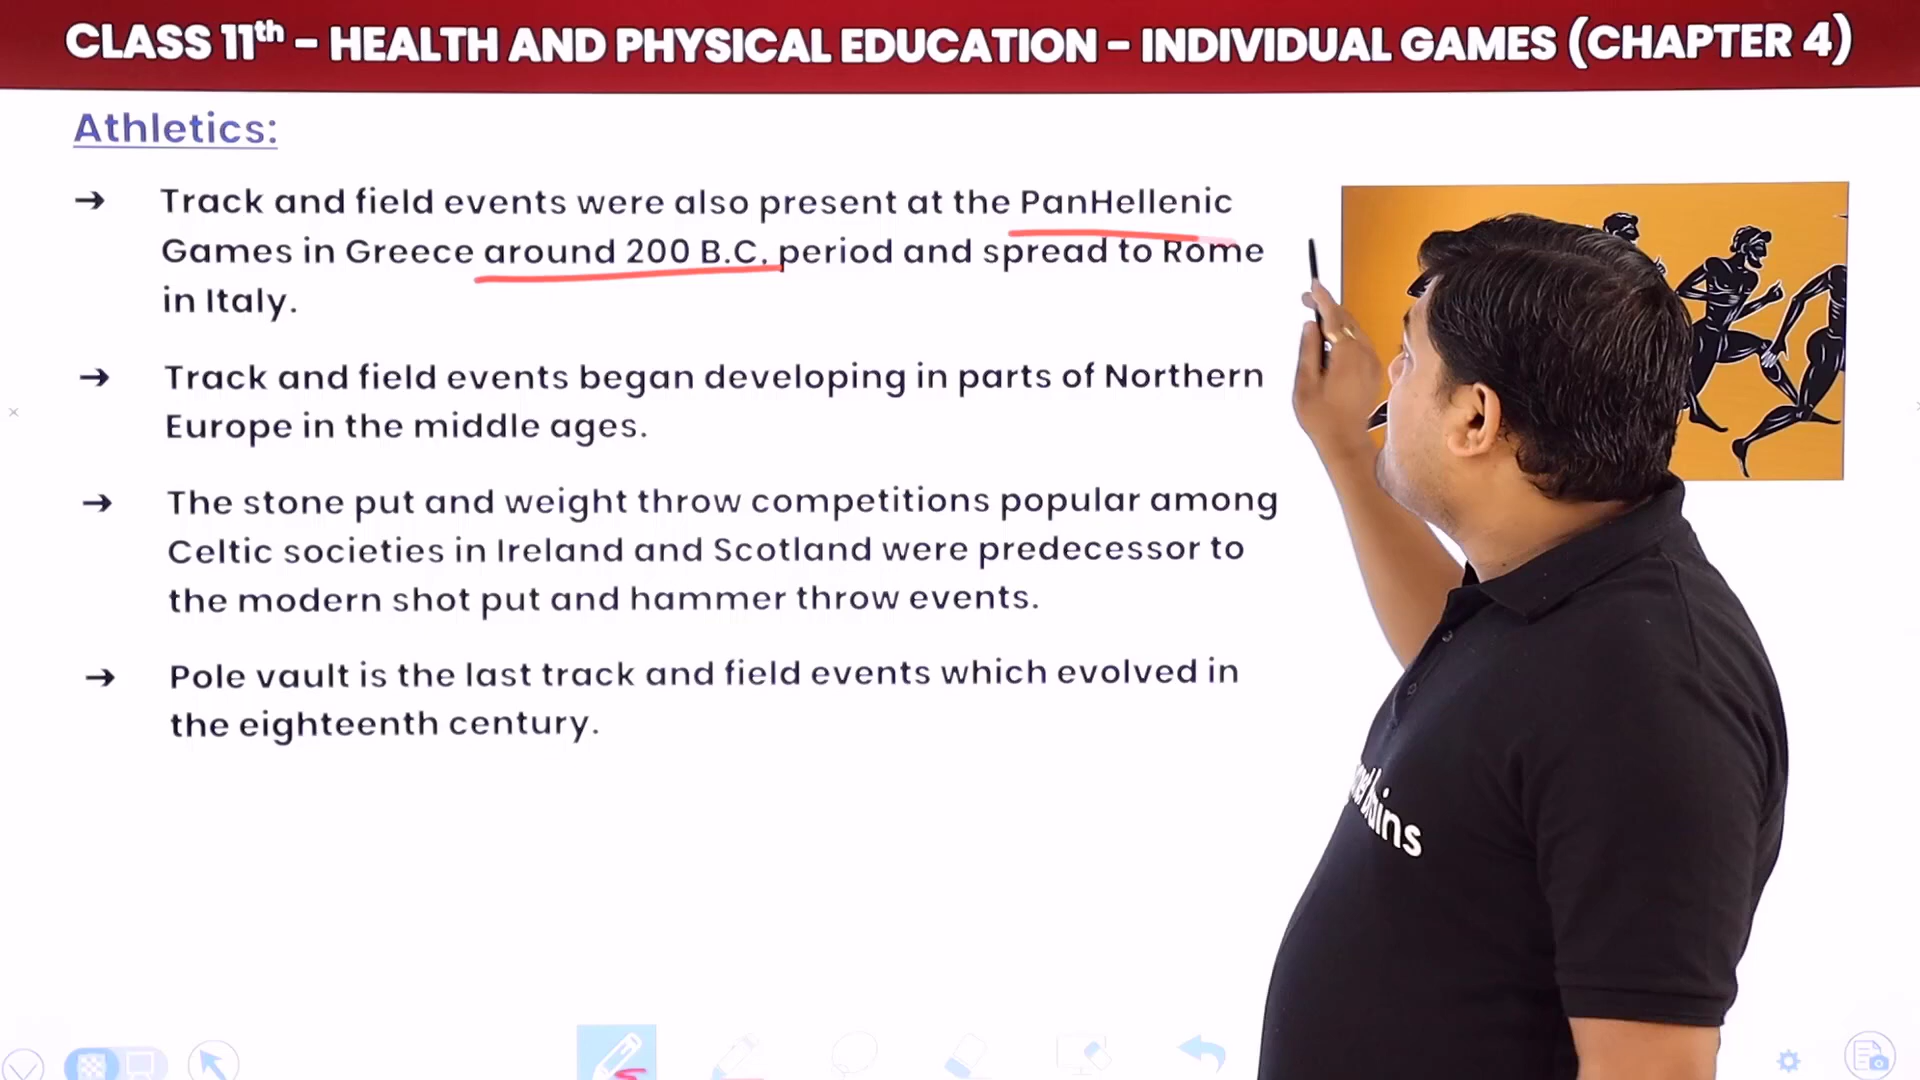 CLASS 11th – HEALTH AND PHYSICAL EDUCATION – INDIVIDUAL GAMES (CHAPTER 4)
Athletics:
→ Track and field events were also present at the PanHellenic
Games in Greece around 200 B.C. period and spread to Rome
in Italy.
→ Track and field events began developing in parts of Northern
Europe in the middle ages.
→ The stone put and weight throw competitions popular among
Celtic societies in Ireland and Scotland were predecessor to
the modern shot put and hammer throw events.
→ Pole vault is the last track and field events which evolved in
the eighteenth century.